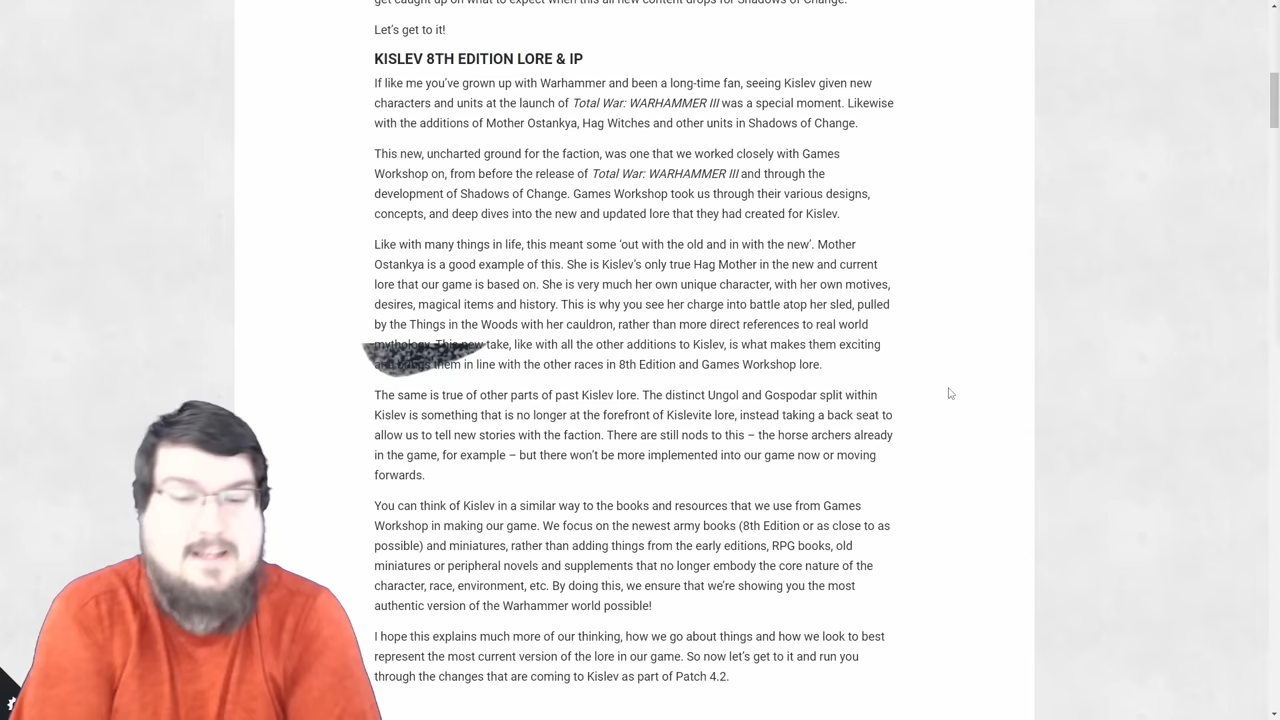 get caught up on what to expect when this all new content drops for Shadows of Change.
Let's get to it!
KISLEV 8TH EDITION LORE & IP
If like me you've grown up with Warhammer and been a long-time fan, seeing Kislev given new
characters and units at the launch of Total War: WARHAMMER III was a special moment. Likewise
with the additions of Mother Ostankya, Hag Witches and other units in Shadows of Change.
This new, uncharted ground for the faction, was one that we worked closely with Games
Workshop on, from before the release of Total War: WARHAMMER III and through the
development of Shadows of Change. Games Workshop took us through their various designs,
concepts, and deep dives into the new and updated lore that they had created for Kislev.
Like with many things in life, this meant some ‘out with the old and in with the new’. Mother
Ostankya is a good example of this. She is Kislev's only true Hag Mother in the new and current
lore that our game is based on. She is very much her own unique character, with her own motives,
desires, magical items and history. This is why you see her charge into battle atop her sled, pulled
by the Things in the Woods with her cauldron, rather than more direct references to real world
mythology. This new take, like with all the other additions to Kislev, is what makes them exciting
them in line with the other races in 8th Edition and Games Workshop lore.
The same is true of other parts of past Kislev lore. The distinct Ungol and Gospodar split within
Kislev is something that is no longer at the forefront of Kislevite lore, instead taking a back seat to
allow us to tell new stories with the faction. There are still nods to this – the horse archers already
in the game, for example – but there won't be more implemented into our game now or moving
forwards.
You can think of Kislev in a similar way to the books and resources that we use from Games
Workshop in making our game. We focus on the newest army books (8th Edition or as close to as
possible) and miniatures, rather than adding things from the early editions, RPG books, old
miniatures or peripheral novels and supplements that no longer embody the core nature of the
character, race, environment, etc. By doing this, we ensure that we're showing you the most
authentic version of the Warhammer world possible!
I hope this explains much more of our thinking, how we go about things and how we look to best
represent the most current version of the lore in our game. So now let's get to it and run you
through the changes that are coming to Kislev as part of Patch 4.2.